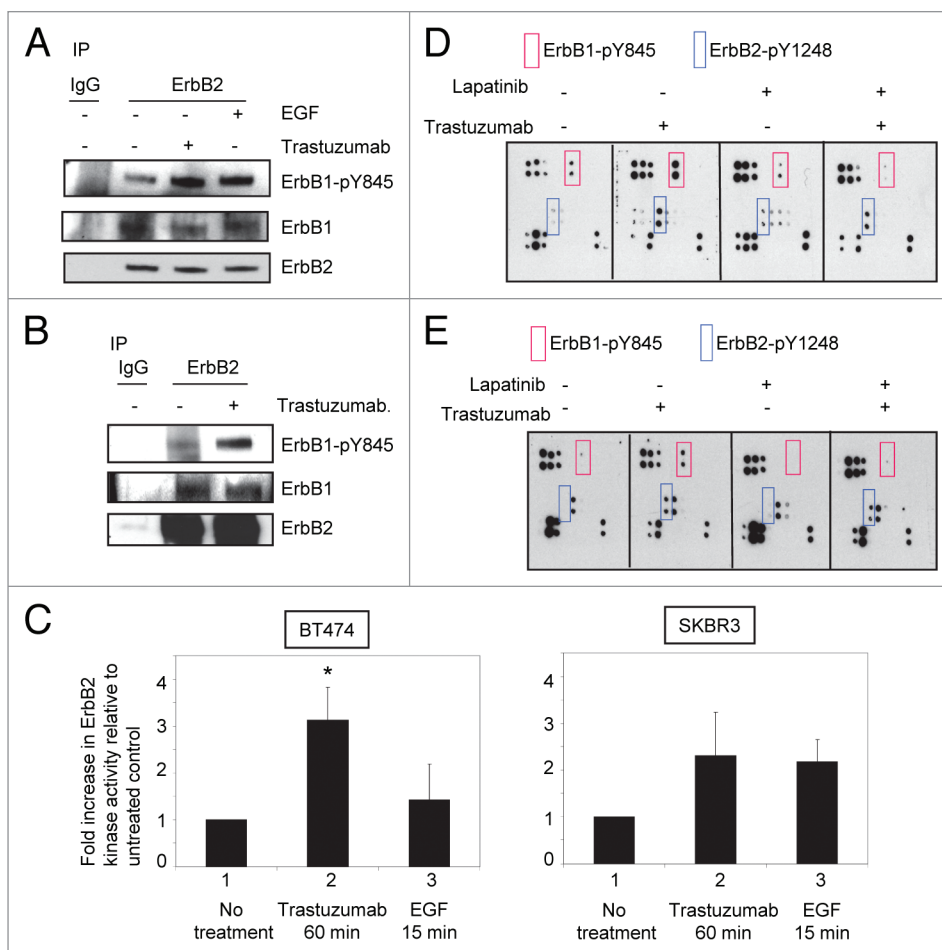 A
IP
IgG ErbB2
- - - + EGF
- - + - Trastuzumab
ErbB1-pY845
ErbB1
ErbB2
B
IP
IgG ErbB2
- - + Trastuzumab.
ErbB1-pY845
ErbB1
ErbB2
D
ErbB1-pY845 ErbB2-pY1248
Lapatinib - - + +
Trastuzumab - + - +
E
ErbB1-pY845 ErbB2-pY1248
Lapatinib - - + +
Trastuzumab - + - +
C
BT474
Fold increase in ErbB2
kinase activity relative to
untreated control
4
3
2
1
0
*
1 2 3
No Trastuzumab EGF
treatment 60 min 15 min
SKBR3
4
3
2
1
0
1 2 3
No Trastuzumab EGF
treatment 60 min 15 min